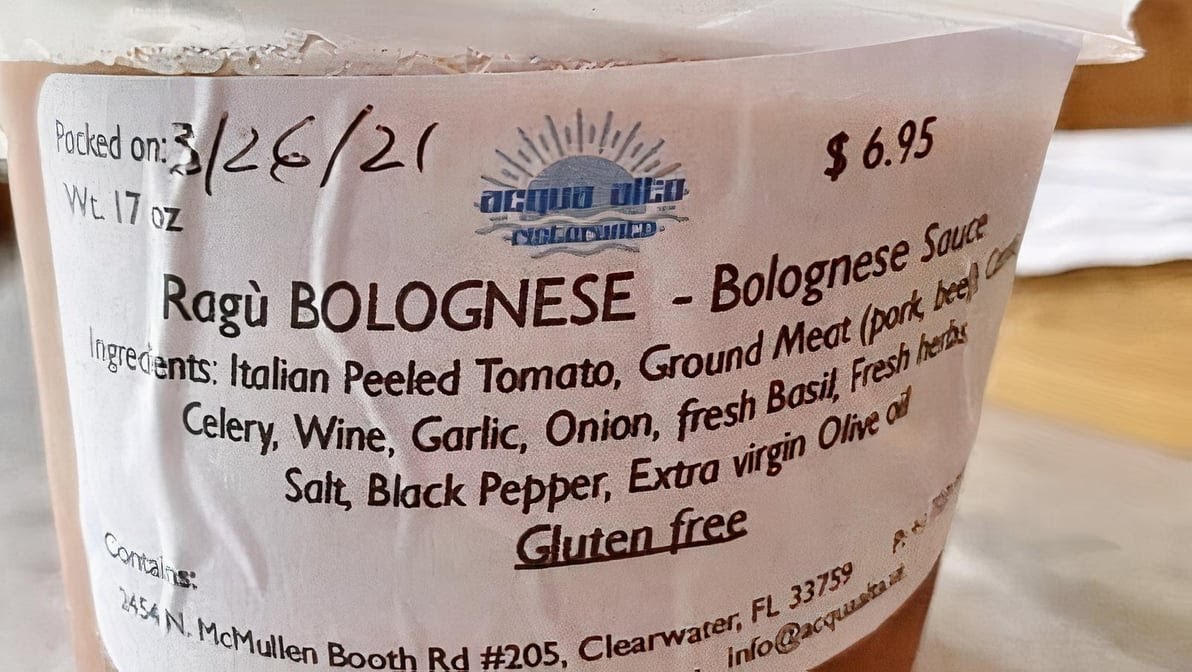 Packed on: 3/26/21
Wt. 17 oz
acqua alta
ristorante
$ 6.95
Ragù BOLOGNESE - Bolognese Sauce
Ingredients: Italian Peeled Tomato, Ground Meat (pork, beef)
Celery, Wine, Garlic, Onion, fresh Basil, Fresh herbs
Salt, Black Pepper, Extra virgin Olive oil
Gluten free
Contains:
2454 N. McMullen Booth Rd #205, Clearwater, FL 33759
P: